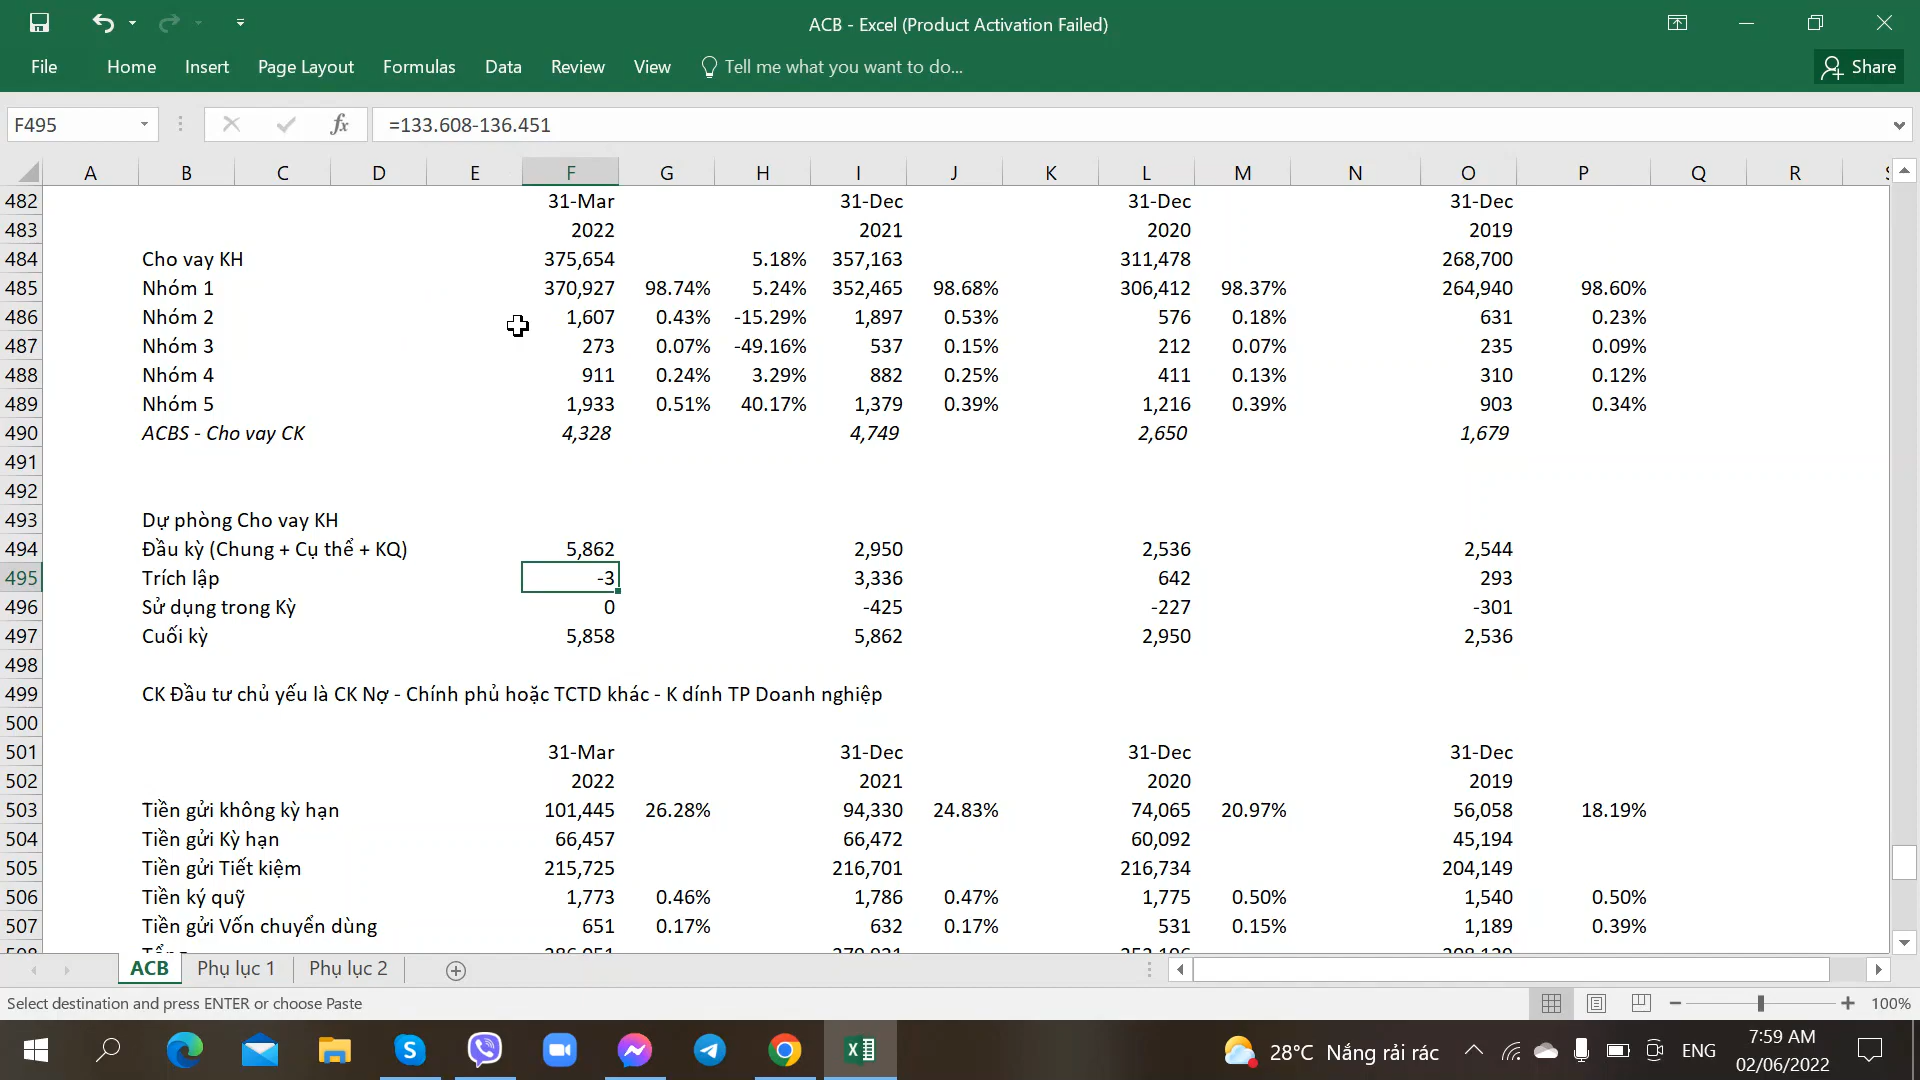 ACB - Excel (Product Activation Failed)
File Home Insert Page Layout Formulas Data Review View Tell me what you want to do... Share
F495 fx =133.608-136.451
A B C D E F G H I J K L M N O P Q R
482 31-Mar 31-Dec 31-Dec 31-Dec
483 2022 2021 2020 2019
484 Cho vay KH 375,654 5.18% 357,163 311,478 268,700
485 Nhóm 1 370,927 98.74% 5.24% 352,465 98.68% 306,412 98.37% 264,940 98.60%
486 Nhóm 2 1,607 0.43% -15.29% 1,897 0.53% 576 0.18% 631 0.23%
487 Nhóm 3 273 0.07% -49.16% 537 0.15% 212 0.07% 235 0.09%
488 Nhóm 4 911 0.24% 3.29% 882 0.25% 411 0.13% 310 0.12%
489 Nhóm 5 1,933 0.51% 40.17% 1,379 0.39% 1,216 0.39% 903 0.34%
490 ACBS - Cho vay CK 4,328 4,749 2,650 1,679
491
492
493 Dự phòng Cho vay KH
494 Đầu kỳ (Chung + Cụ thể + KQ) 5,862 2,950 2,536 2,544
495 Trích lập -3 3,336 642 293
496 Sử dụng trong Kỳ 0 -425 -227 -301
497 Cuối kỳ 5,858 5,862 2,950 2,536
498
499 CK Đầu tư chủ yếu là CK Nợ - Chính phủ hoặc TCTD khác - K dính TP Doanh nghiệp
500
501 31-Mar 31-Dec 31-Dec 31-Dec
502 2022 2021 2020 2019
503 Tiền gửi không kỳ hạn 101,445 26.28% 94,330 24.83% 74,065 20.97% 56,058 18.19%
504 Tiền gửi Kỳ hạn 66,457 66,472 60,092 45,194
505 Tiền gửi Tiết kiệm 215,725 216,701 216,734 204,149
506 Tiền ký quỹ 1,773 0.46% 1,786 0.47% 1,775 0.50% 1,540 0.50%
507 Tiền gửi Vốn chuyển dùng 651 0.17% 632 0.17% 531 0.15% 1,189 0.39%
ACB Phụ lục 1 Phụ lục 2
Select destination and press ENTER or choose Paste 100%
28°C Nắng rải rác ENG 7:59 AM
02/06/2022